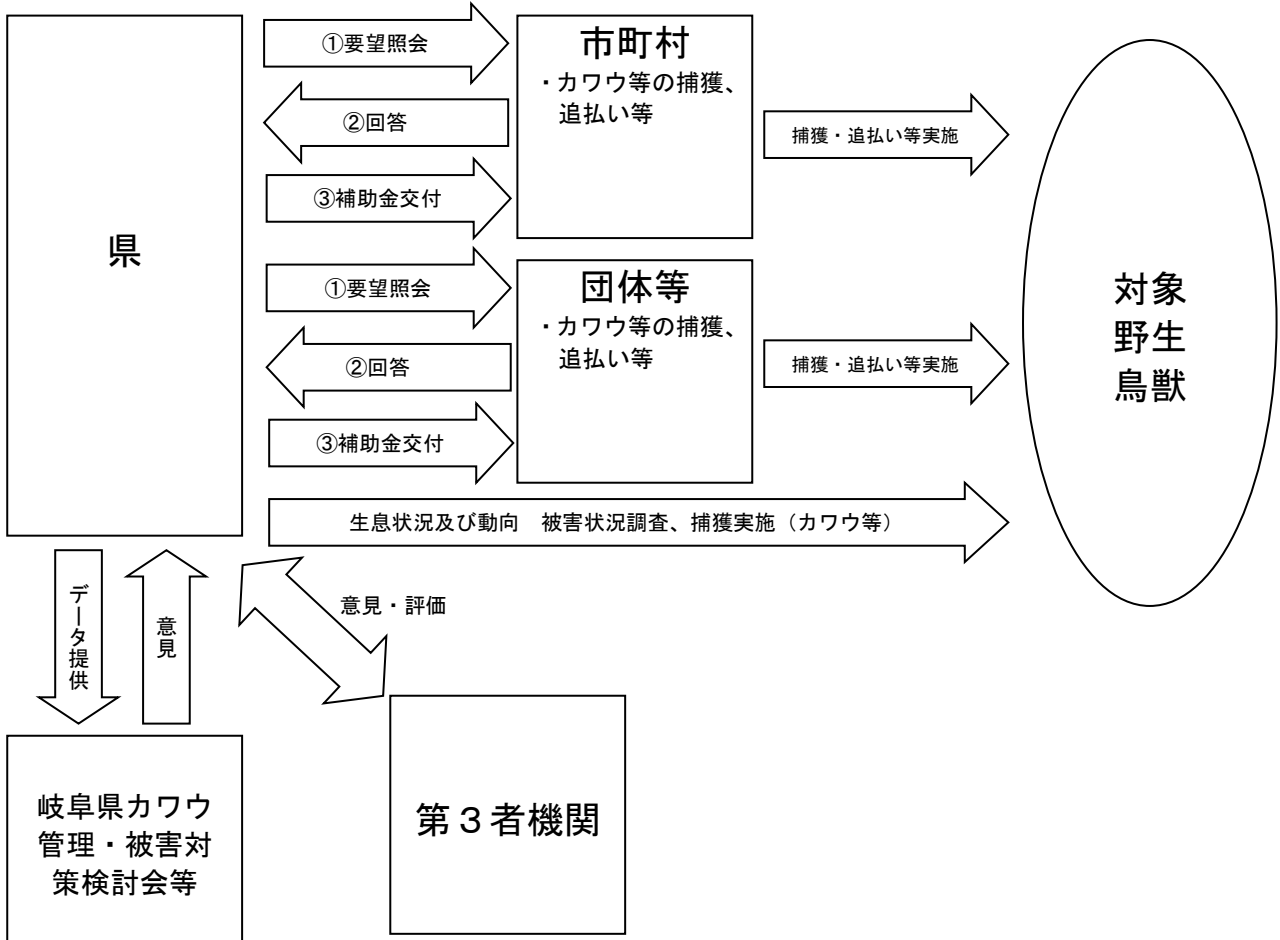 県
①要望照会
②回答
③補助金交付
市町村
・カワウ等の捕獲、
追払い等
捕獲・追払い等実施
①要望照会
②回答
③補助金交付
団体等
・カワウ等の捕獲、
追払い等
捕獲・追払い等実施
対象
野生
鳥獣
生息状況及び動向　被害状況調査、捕獲実施（カワウ等）
データ提供
意見
意見・評価
岐阜県カワウ
管理・被害対
策検討会等
第３者機関